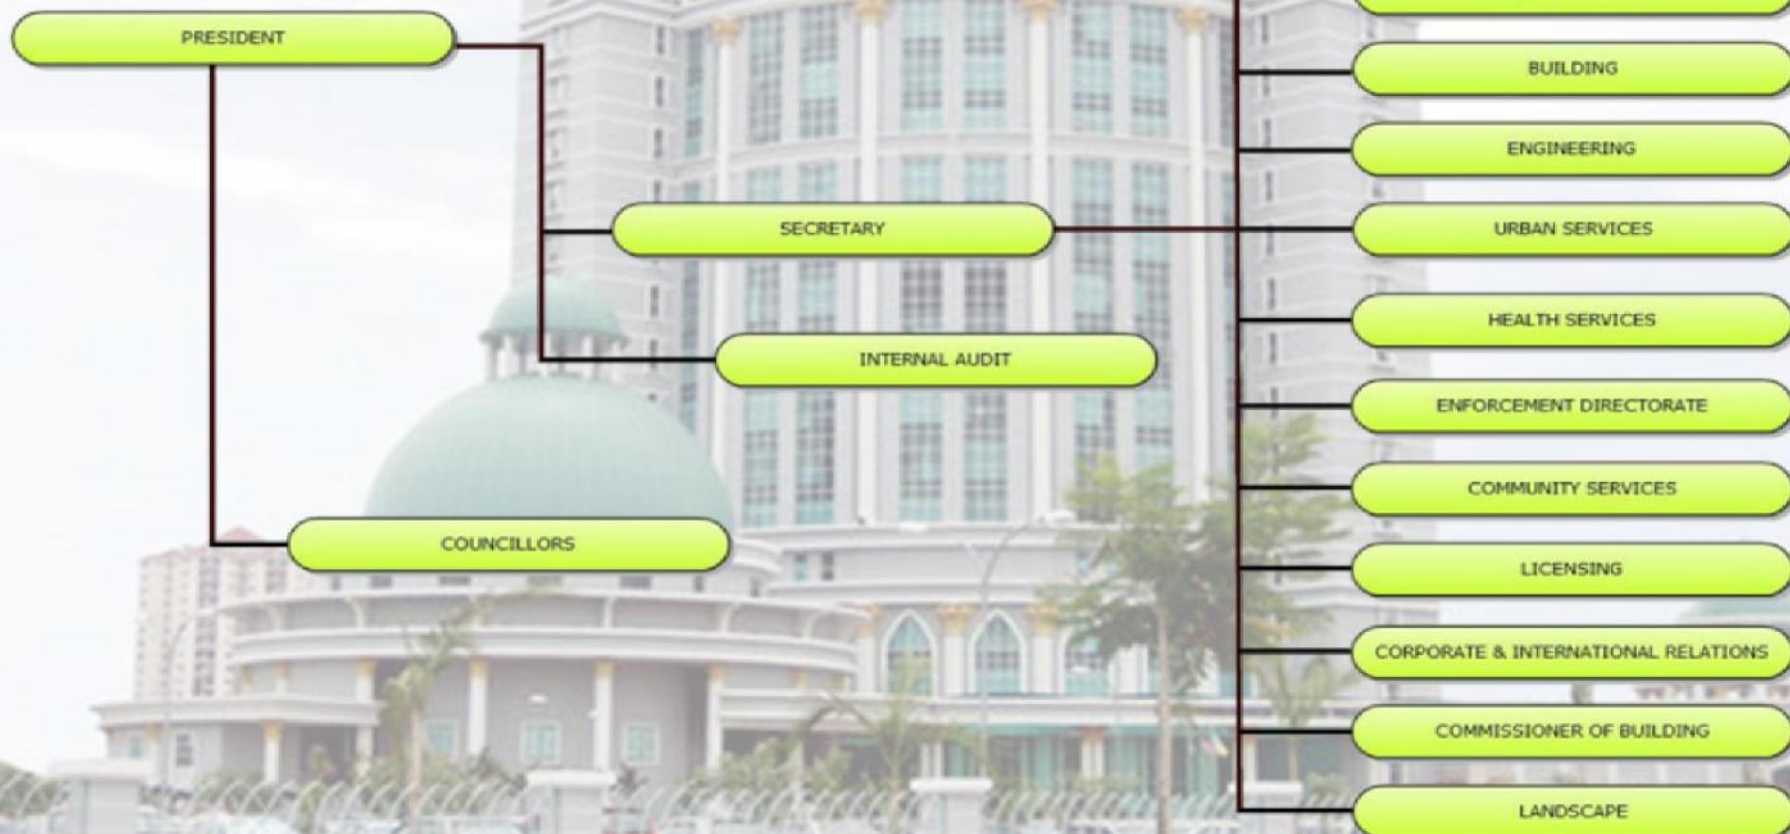 PRESIDENT
BUILDING
ENGINEERING
SECRETARY
URBAN SERVICES
HEALTH SERVICES
INTERNAL AUDIT
ENFORCEMENT DIRECTORATE
COMMUNITY SERVICES
COUNCILLORS
LICENSING
CORPORATE & INTERNATIONAL RELATIONS
COMMISSIONER OF BUILDING
LANDSCAPE